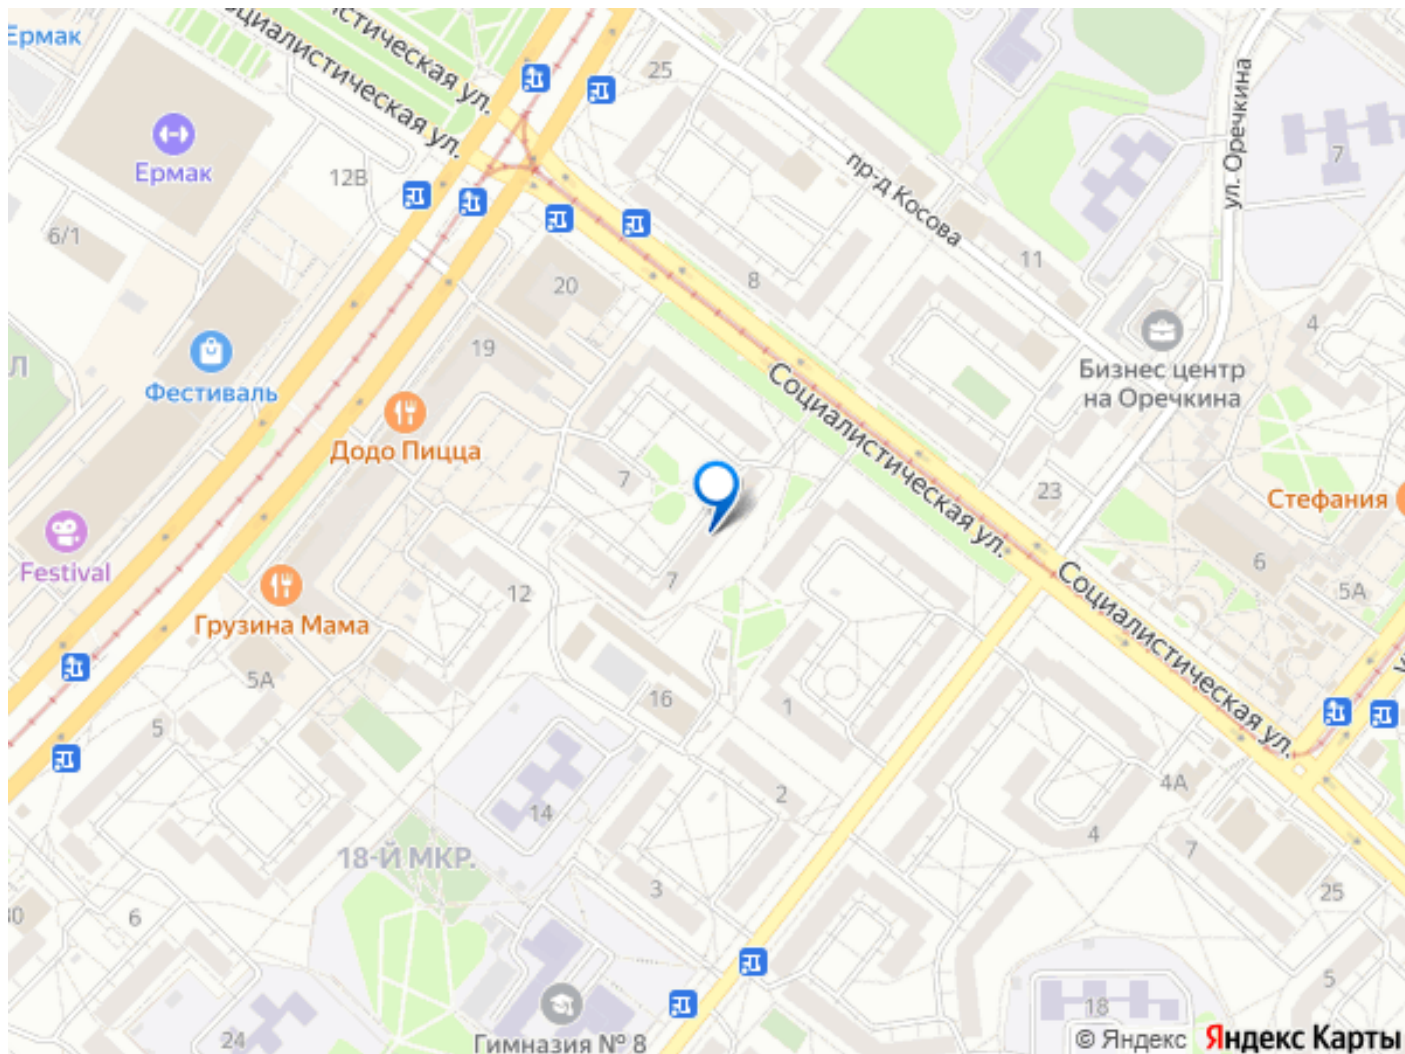 Ермак
Социалистическая ул.
25
ул. Оречкина
7
Ермак
12В
пр-д Косова
6/1
11
8
20
4
19
Бизнес центр
на Оречкина
Фестиваль
Социалистическая ул.
Додо Пицца
7
23
Стефания
Festival
7
12
6
5А
Социалистическая ул.
Грузина Мама
5А
16
1
5
4А
2
14
4
7
18-Й МКР.
3
25
6
5
18
24
Гимназия № 8
© Яндекс
Яндекс Карты